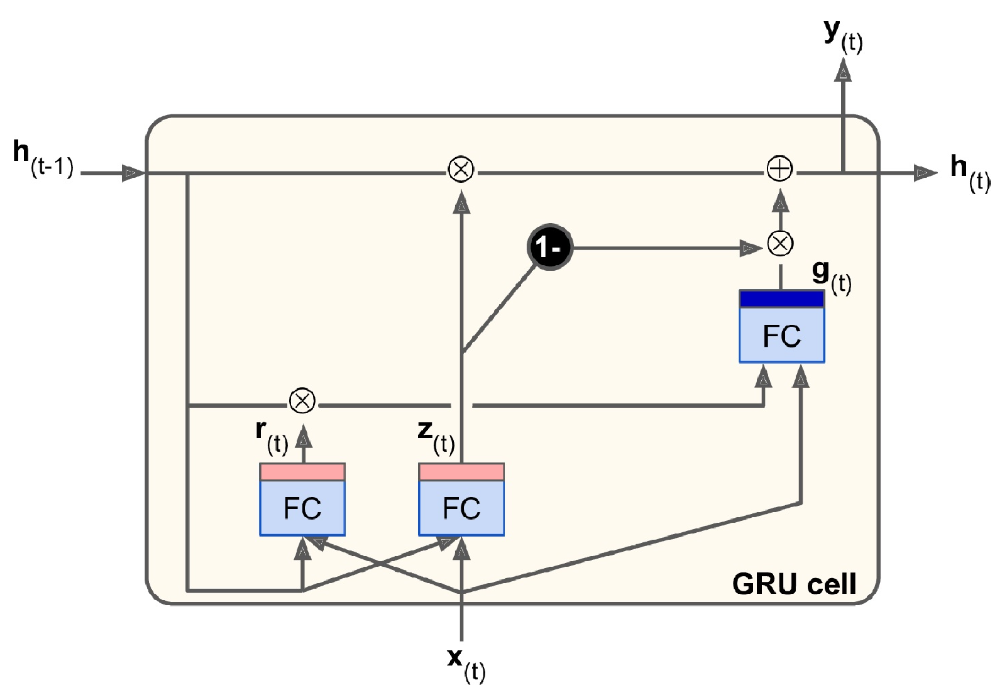 y(t)
h(t-1)
h(t)
1-
g(t)
FC
r(t)
z(t)
FC
FC
GRU cell
x(t)